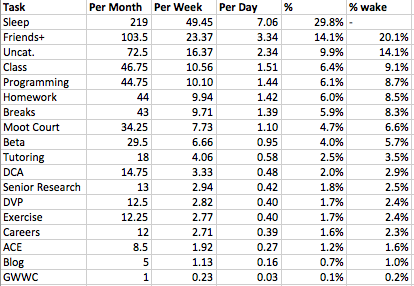 Task Per Month Per Week Per Day % % wake
Sleep 219 49.45 7.06 29.8% -
Friends+ 103.5 23.37 3.34 14.1% 20.1%
Uncat. 72.5 16.37 2.34 9.9% 14.1%
Class 46.75 10.56 1.51 6.4% 9.1%
Programming 44.75 10.10 1.44 6.1% 8.7%
Homework 44 9.94 1.42 6.0% 8.5%
Breaks 43 9.71 1.39 5.9% 8.3%
Moot Court 34.25 7.73 1.10 4.7% 6.6%
Beta 29.5 6.66 0.95 4.0% 5.7%
Tutoring 18 4.06 0.58 2.5% 3.5%
DCA 14.75 3.33 0.48 2.0% 2.9%
Senior Research 13 2.94 0.42 1.8% 2.5%
DVP 12.5 2.82 0.40 1.7% 2.4%
Exercise 12.25 2.77 0.40 1.7% 2.4%
Careers 12 2.71 0.39 1.6% 2.3%
ACE 8.5 1.92 0.27 1.2% 1.6%
Blog 5 1.13 0.16 0.7% 1.0%
GWWC 1 0.23 0.03 0.1% 0.2%